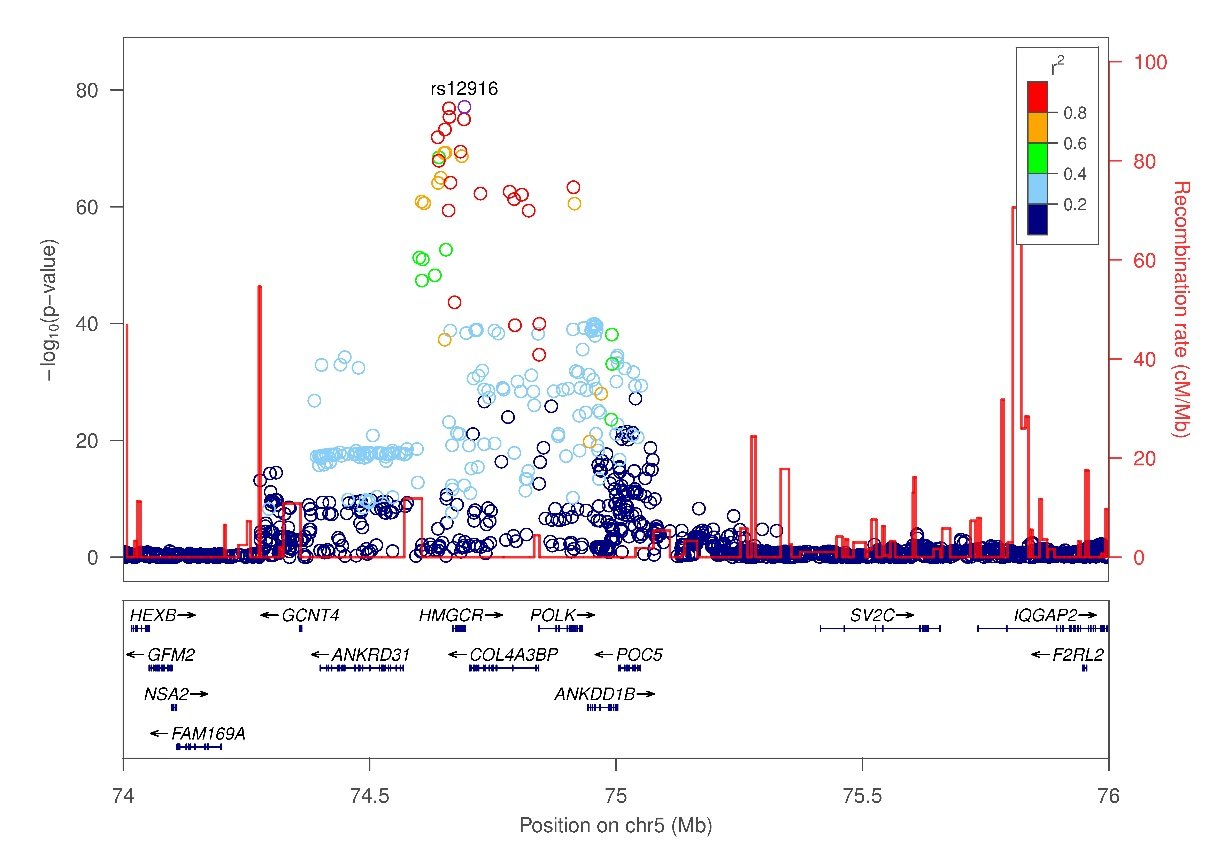 rs12916
r2
0.8
0.6
0.4
0.2
80
60
40
20
0
−log10(p−value)
100
80
60
40
20
0
Recombination rate (cM/Mb)
HEXB→ ←GCNT4 HMGCR→ POLK→ SV2C→ IQGAP2→
←GFM2 ←ANKRD31 ←COL4A3BP ←POC5 ←F2RL2
NSA2→ ANKDD1B→
←FAM169A
74 74.5 75 75.5 76
Position on chr5 (Mb)